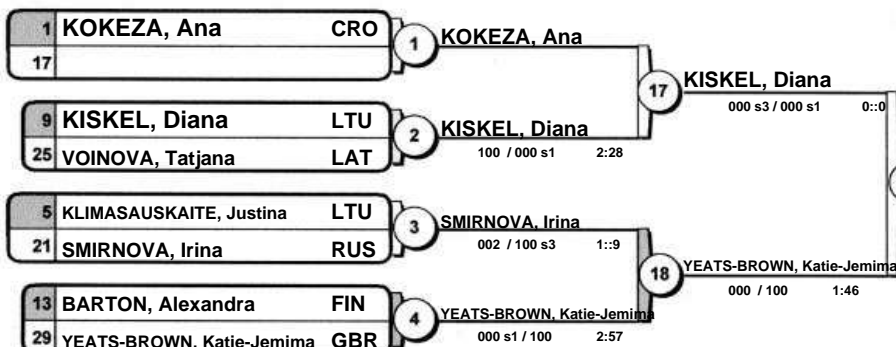 1 KOKEZA, Ana CRO
17
1
KOKEZA, Ana
9 KISKEL, Diana LTU
25 VOINOVA, Tatjana LAT
2
KISKEL, Diana
100 / 000 s1 2:28
17
KISKEL, Diana
000 s3 / 000 s1 0::0
5 KLIMASAUSKAITE, Justina LTU
21 SMIRNOVA, Irina RUS
3
SMIRNOVA, Irina
002 / 100 s3 1::9
13 BARTON, Alexandra FIN
29 YEATS-BROWN, Katie-Jemima GBR
4
YEATS-BROWN, Katie-Jemima
000 s1 / 100 2:57
18
YEATS-BROWN, Katie-Jemima
000 / 100 1:46